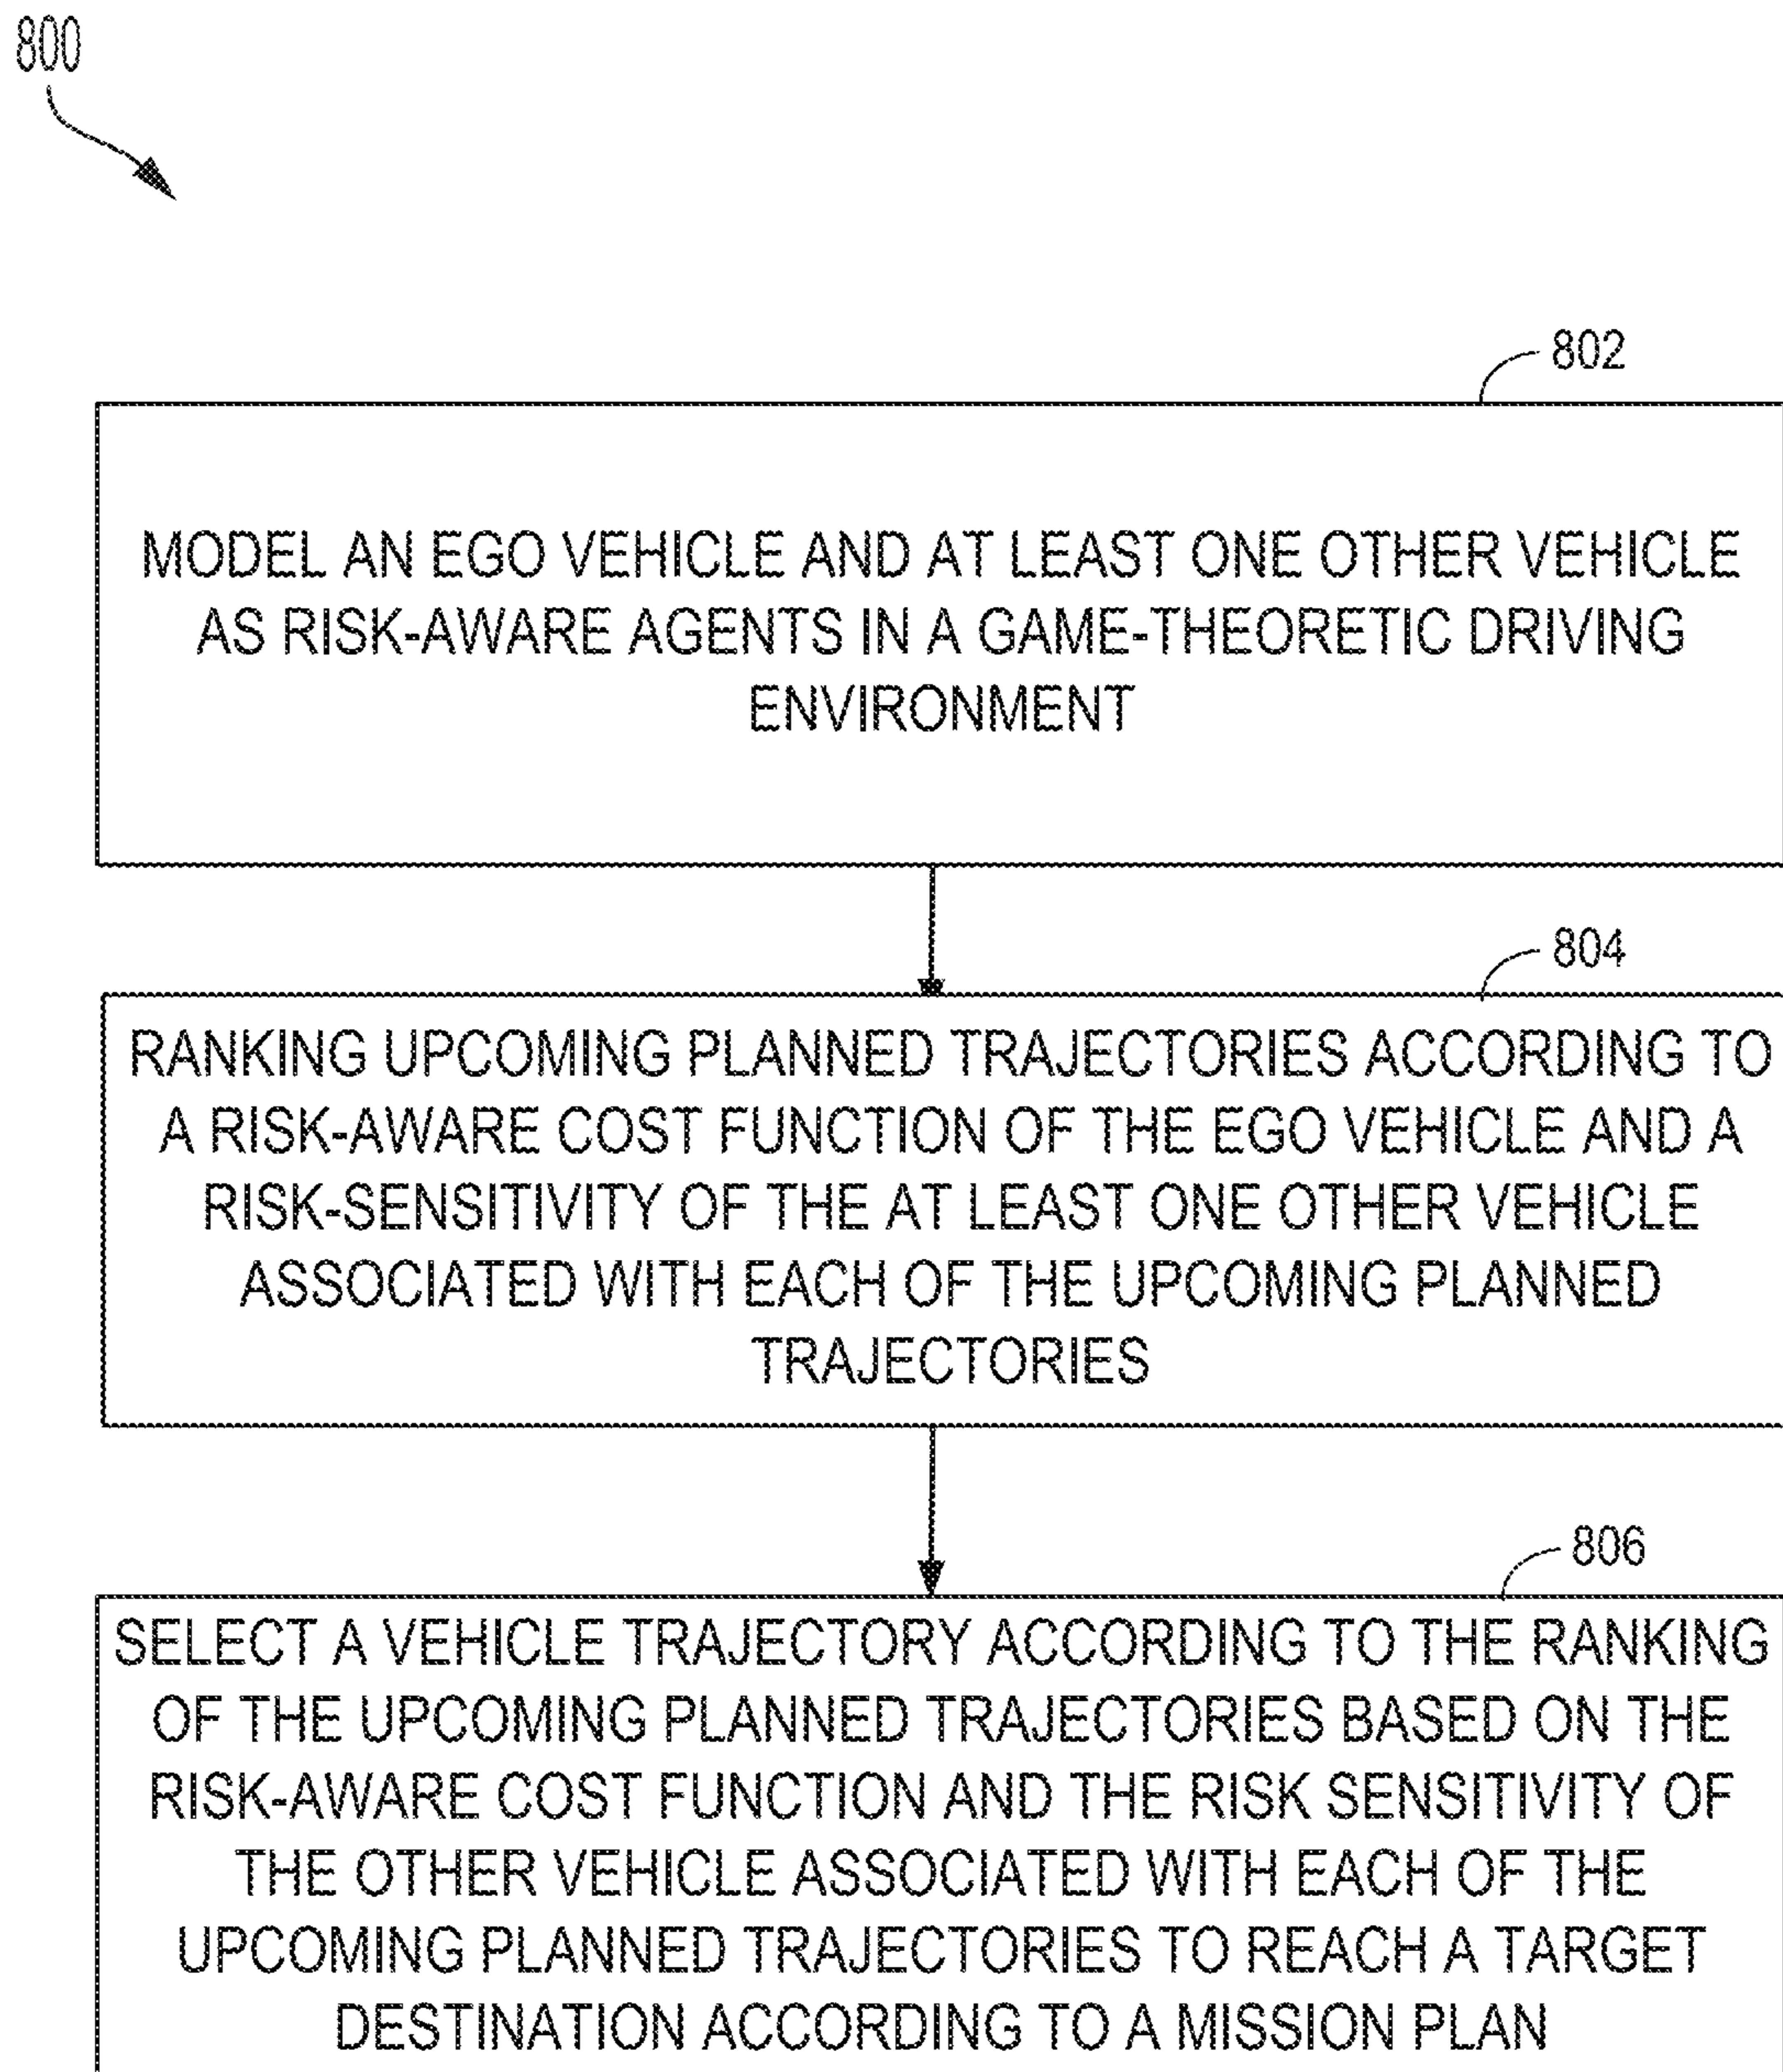 800
802
MODEL AN EGO VEHICLE AND AT LEAST ONE OTHER VEHICLE
AS RISK-AWARE AGENTS IN A GAME-THEORETIC DRIVING
ENVIRONMENT
804
RANKING UPCOMING PLANNED TRAJECTORIES ACCORDING TO
A RISK-AWARE COST FUNCTION OF THE EGO VEHICLE AND A
RISK-SENSITIVITY OF THE AT LEAST ONE OTHER VEHICLE
ASSOCIATED WITH EACH OF THE UPCOMING PLANNED
TRAJECTORIES
806
SELECT A VEHICLE TRAJECTORY ACCORDING TO THE RANKING
OF THE UPCOMING PLANNED TRAJECTORIES BASED ON THE
RISK-AWARE COST FUNCTION AND THE RISK SENSITIVITY OF
THE OTHER VEHICLE ASSOCIATED WITH EACH OF THE
UPCOMING PLANNED TRAJECTORIES TO REACH A TARGET
DESTINATION ACCORDING TO A MISSION PLAN